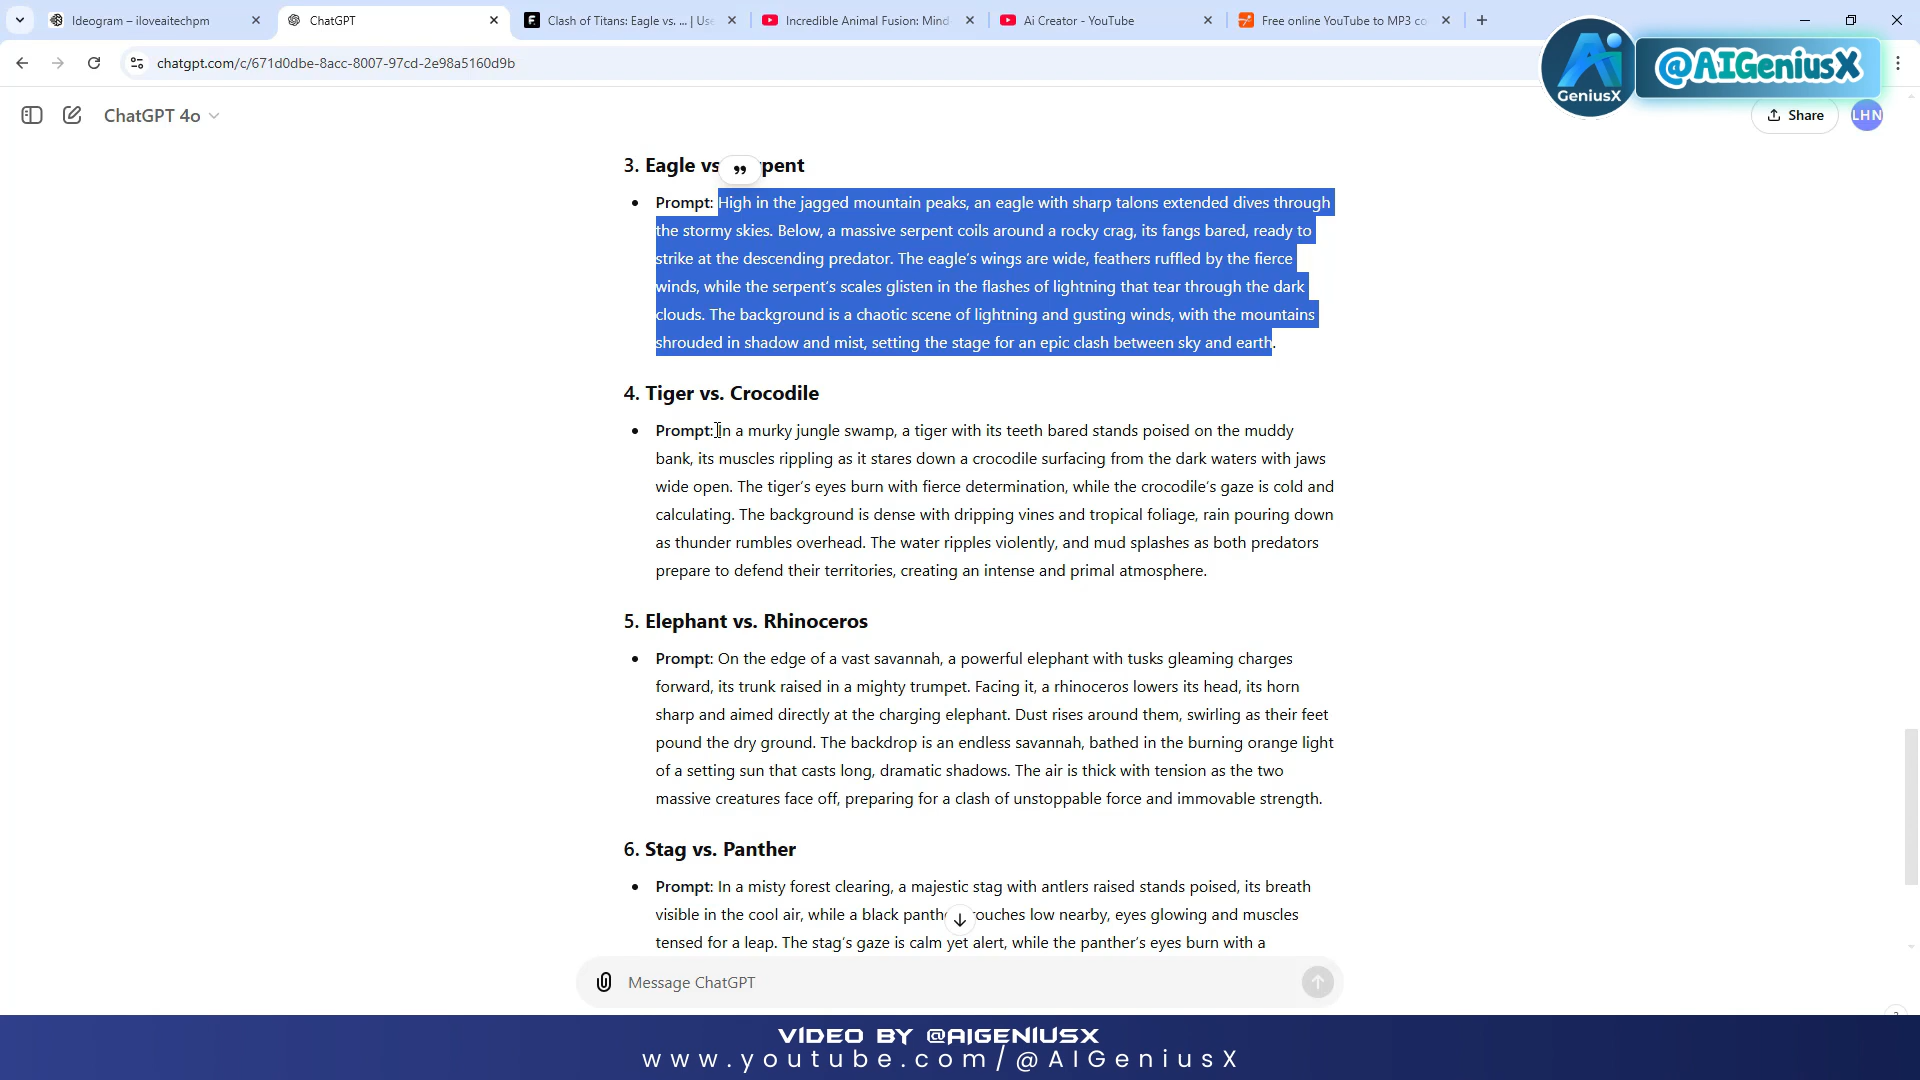 Ideogram – iloveaitechpm
ChatGPT
Clash of Titans: Eagle vs. ... | Use
Incredible Animal Fusion: Mind
Ai Creator - YouTube
Free online YouTube to MP3 co
chatgpt.com/c/671d0dbe-8acc-8007-97cd-2e98a5160d9b
Ai
GeniusX
@AIGeniusX
ChatGPT 4o
Share
LHN
3. Eagle vs pent
Prompt: High in the jagged mountain peaks, an eagle with sharp talons extended dives through
the stormy skies. Below, a massive serpent coils around a rocky crag, its fangs bared, ready to
strike at the descending predator. The eagle’s wings are wide, feathers ruffled by the fierce
winds, while the serpent’s scales glisten in the flashes of lightning that tear through the dark
clouds. The background is a chaotic scene of lightning and gusting winds, with the mountains
shrouded in shadow and mist, setting the stage for an epic clash between sky and earth.
4. Tiger vs. Crocodile
Prompt: In a murky jungle swamp, a tiger with its teeth bared stands poised on the muddy
bank, its muscles rippling as it stares down a crocodile surfacing from the dark waters with jaws
wide open. The tiger’s eyes burn with fierce determination, while the crocodile’s gaze is cold and
calculating. The background is dense with dripping vines and tropical foliage, rain pouring down
as thunder rumbles overhead. The water ripples violently, and mud splashes as both predators
prepare to defend their territories, creating an intense and primal atmosphere.
5. Elephant vs. Rhinoceros
Prompt: On the edge of a vast savannah, a powerful elephant with tusks gleaming charges
forward, its trunk raised in a mighty trumpet. Facing it, a rhinoceros lowers its head, its horn
sharp and aimed directly at the charging elephant. Dust rises around them, swirling as their feet
pound the dry ground. The backdrop is an endless savannah, bathed in the burning orange light
of a setting sun that casts long, dramatic shadows. The air is thick with tension as the two
massive creatures face off, preparing for a clash of unstoppable force and immovable strength.
6. Stag vs. Panther
Prompt: In a misty forest clearing, a majestic stag with antlers raised stands poised, its breath
visible in the cool air, while a black panthe ouches low nearby, eyes glowing and muscles
tensed for a leap. The stag’s gaze is calm yet alert, while the panther’s eyes burn with a
Message ChatGPT
VIDEO BY @AIGENIUSX
www.youtube.com/@AIGeniusX